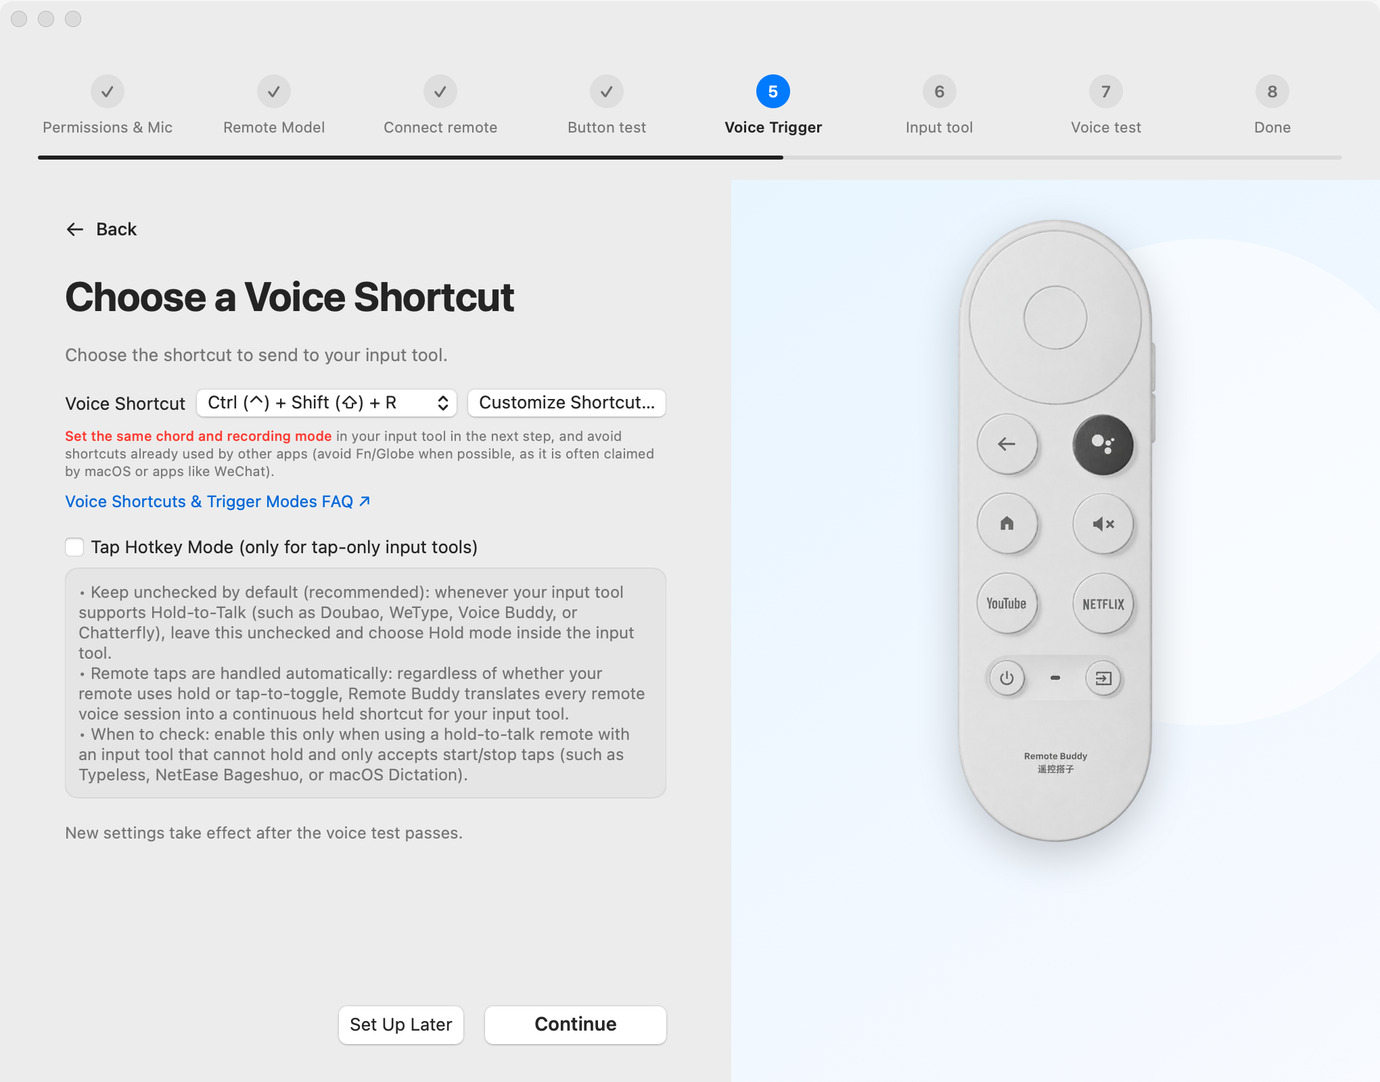 5
6
7
8
Permissions & Mic
Remote Model
Connect remote
Button test
Voice Trigger
Input tool
Voice test
Done
← Back
Choose a Voice Shortcut
Choose the shortcut to send to your input tool.
Voice Shortcut
Ctrl (^) + Shift (⇧) + R
Customize Shortcut...
Set the same chord and recording mode in your input tool in the next step, and avoid
shortcuts already used by other apps (avoid Fn/Globe when possible, as it is often claimed
by macOS or apps like WeChat).
Voice Shortcuts & Trigger Modes FAQ ↗
Tap Hotkey Mode (only for tap-only input tools)
• Keep unchecked by default (recommended): whenever your input tool
supports Hold-to-Talk (such as Doubao, WeType, Voice Buddy, or
Chatterfly), leave this unchecked and choose Hold mode inside the input
tool.
• Remote taps are handled automatically: regardless of whether your
remote uses hold or tap-to-toggle, Remote Buddy translates every remote
voice session into a continuous held shortcut for your input tool.
• When to check: enable this only when using a hold-to-talk remote with
an input tool that cannot hold and only accepts start/stop taps (such as
Typeless, NetEase Bageshuo, or macOS Dictation).
New settings take effect after the voice test passes.
Set Up Later
Continue
YouTube
NETFLIX
Remote Buddy
遥控搭子